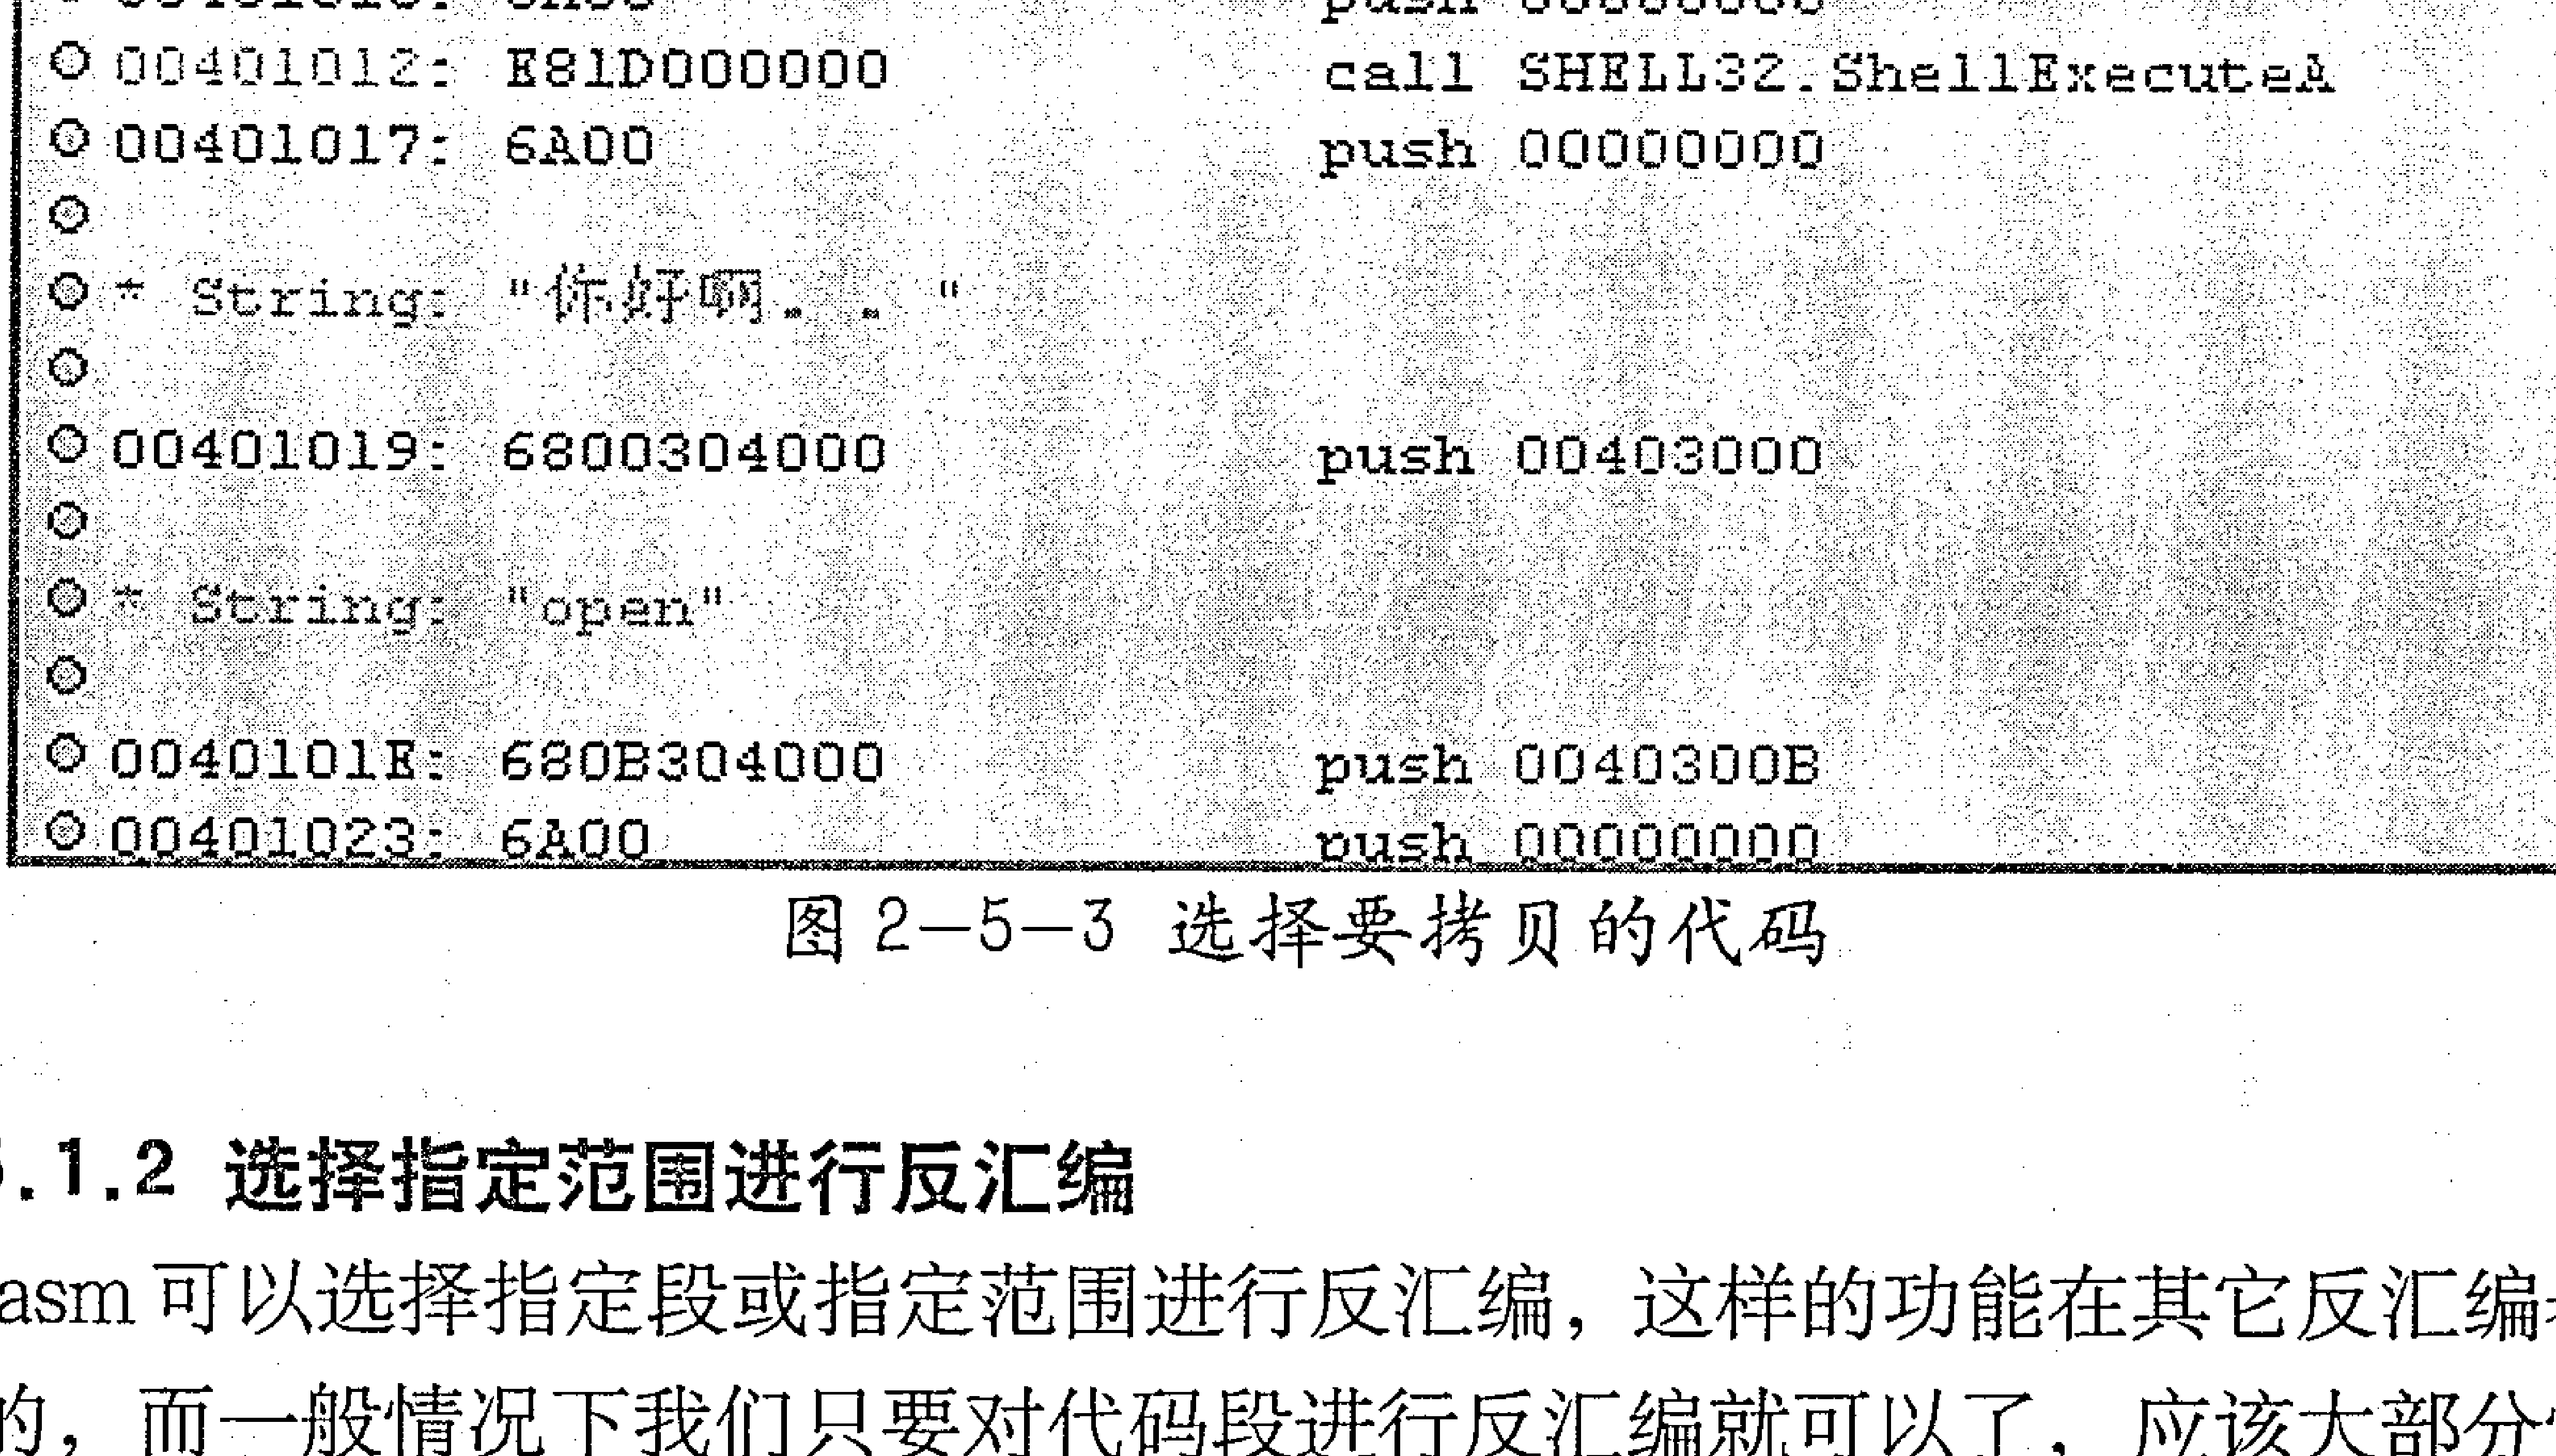 push 00000000
00401012: E81D000000 call SHELL32.ShellExecuteA
00401017: 6A00 push 00000000
* String: "你好啊. . "
00401019: 6800304000 push 00403000
* String: "open"
0040101E: 680B304000 push 0040300B
00401023: 6A00 push 00000000
图 2-5-3 选择要拷贝的代码
.1.2 选择指定范围进行反汇编
asm 可以选择指定段或指定范围进行反汇编，这样的功能在其它反汇编
的，而一般情况下我们只要对代码段进行反汇编就可以了，应该大部分